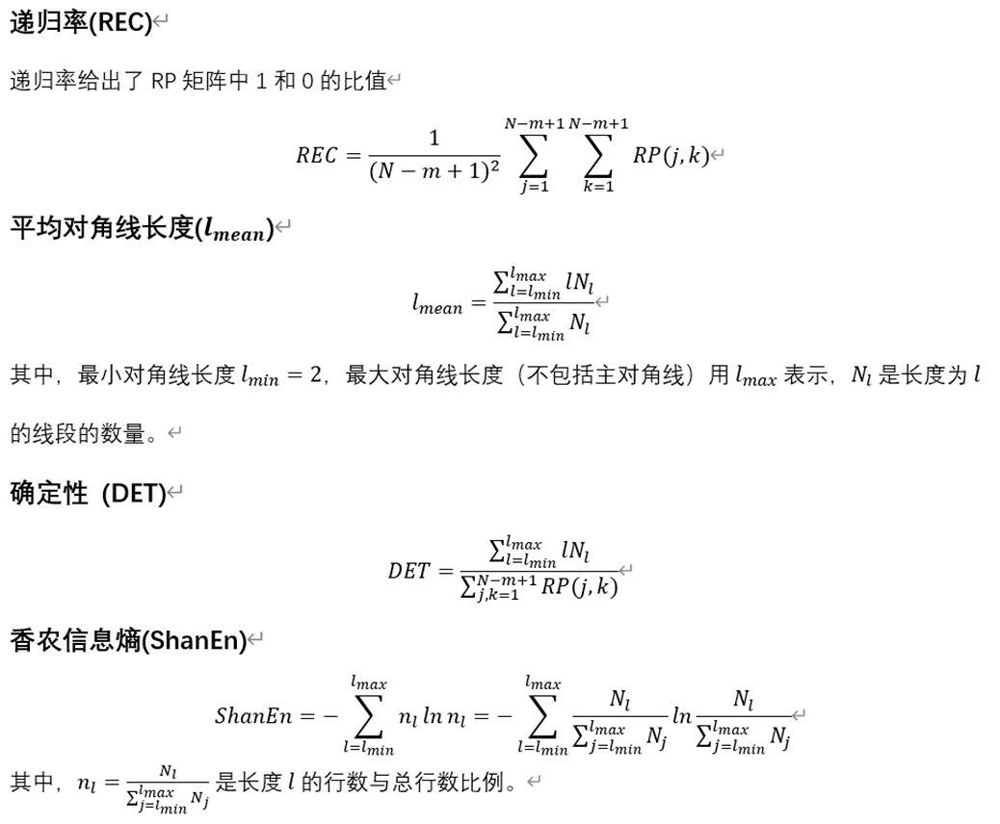 递归率(REC)↵
递归率给出了 RP 矩阵中 1 和 0 的比值↵
REC = \frac{1}{(N-m+1)^2} \sum_{j=1}^{N-m+1} \sum_{k=1}^{N-m+1} RP(j,k)↵
平均对角线长度(l_{mean})↵
l_{mean} = \frac{\sum_{l=l_{min}}^{l_{max}} lN_l}{\sum_{l=l_{min}}^{l_{max}} N_l}↵
其中，最小对角线长度 l_{min} = 2，最大对角线长度（不包括主对角线）用 l_{max} 表示，N_l 是长度为 l
的线段的数量。↵
确定性 (DET)↵
DET = \frac{\sum_{l=l_{min}}^{l_{max}} lN_l}{\sum_{j,k=1}^{N-m+1} RP(j,k)}↵
香农信息熵(ShanEn)↵
ShanEn = -\sum_{l=l_{min}}^{l_{max}} n_l ln n_l = -\sum_{l=l_{min}}^{l_{max}} \frac{N_l}{\sum_{j=l_{min}}^{l_{max}} N_j} ln \frac{N_l}{\sum_{j=l_{min}}^{l_{max}} N_j}↵
其中，n_l = \frac{N_l}{\sum_{j=l_{min}}^{l_{max}} N_j} 是长度 l 的行数与总行数比例。↵